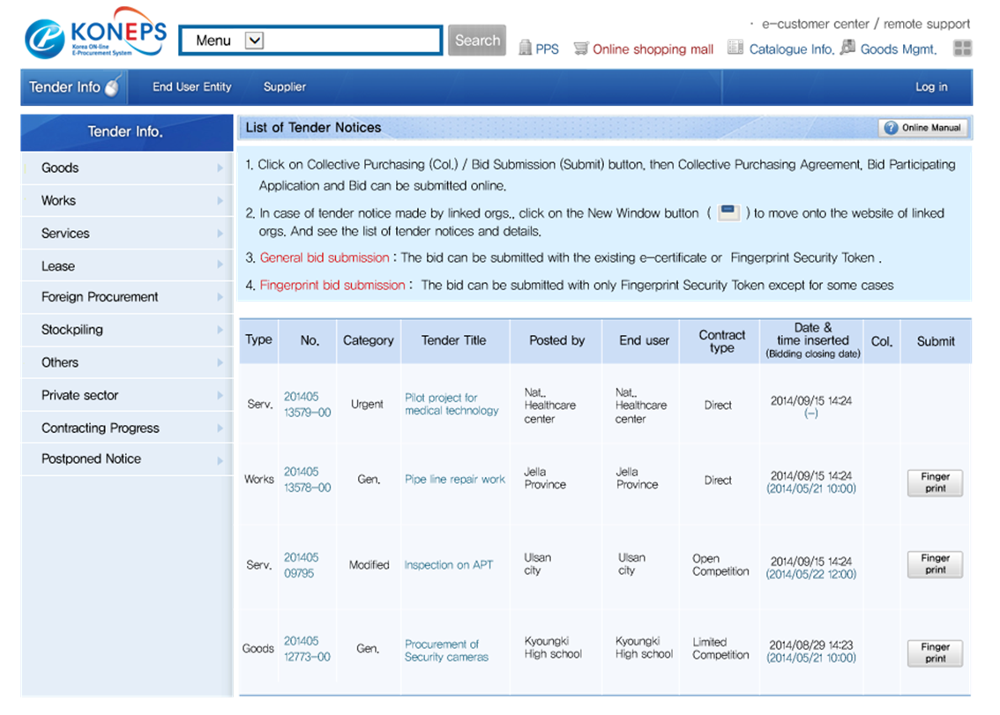 · e-customer center / remote support
KONEPS
Korea ON-line
E-Procurement System
Menu
Search
PPS
Online shopping mall
Catalogue Info.
Goods Mgmt.
Tender Info
End User Entity
Supplier
Log in
Tender Info.
Goods
Works
Services
Lease
Foreign Procurement
Stockpiling
Others
Private sector
Contracting Progress
Postponed Notice
List of Tender Notices
? Online Manual
1. Click on Collective Purchasing (Col.) / Bid Submission (Submit) button, then Collective Purchasing Agreement, Bid Participating
Application and Bid can be submitted online.
2. In case of tender notice made by linked orgs., click on the New Window button ( ) to move onto the website of linked
orgs. And see the list of tender notices and details.
3. General bid submission : The bid can be submitted with the existing e-certificate or Fingerprint Security Token .
4. Fingerprint bid submission : The bid can be submitted with only Fingerprint Security Token except for some cases
Type
No.
Category
Tender Title
Posted by
End user
Contract
type
Date &
time inserted
(Bidding closing date)
Col.
Submit
Serv.
201405
13579-00
Urgent
Pilot project for
medical technology
Nat..
Healthcare
center
Nat..
Healthcare
center
Direct
2014/09/15 14:24
(-)
Works
201405
13578-00
Gen.
Pipe line repair work
Jella
Province
Jella
Province
Direct
2014/09/15 14:24
(2014/05/21 10:00)
Finger
print
Serv.
201405
09795
Modified
Inspection on APT
Ulsan
city
Ulsan
city
Open
Competition
2014/09/15 14:24
(2014/05/22 12:00)
Finger
print
Goods
201405
12773-00
Gen.
Procurement of
Security cameras
Kyoungki
High school
Kyoungki
High school
Limited
Competition
2014/08/29 14:23
(2014/05/21 10:00)
Finger
print